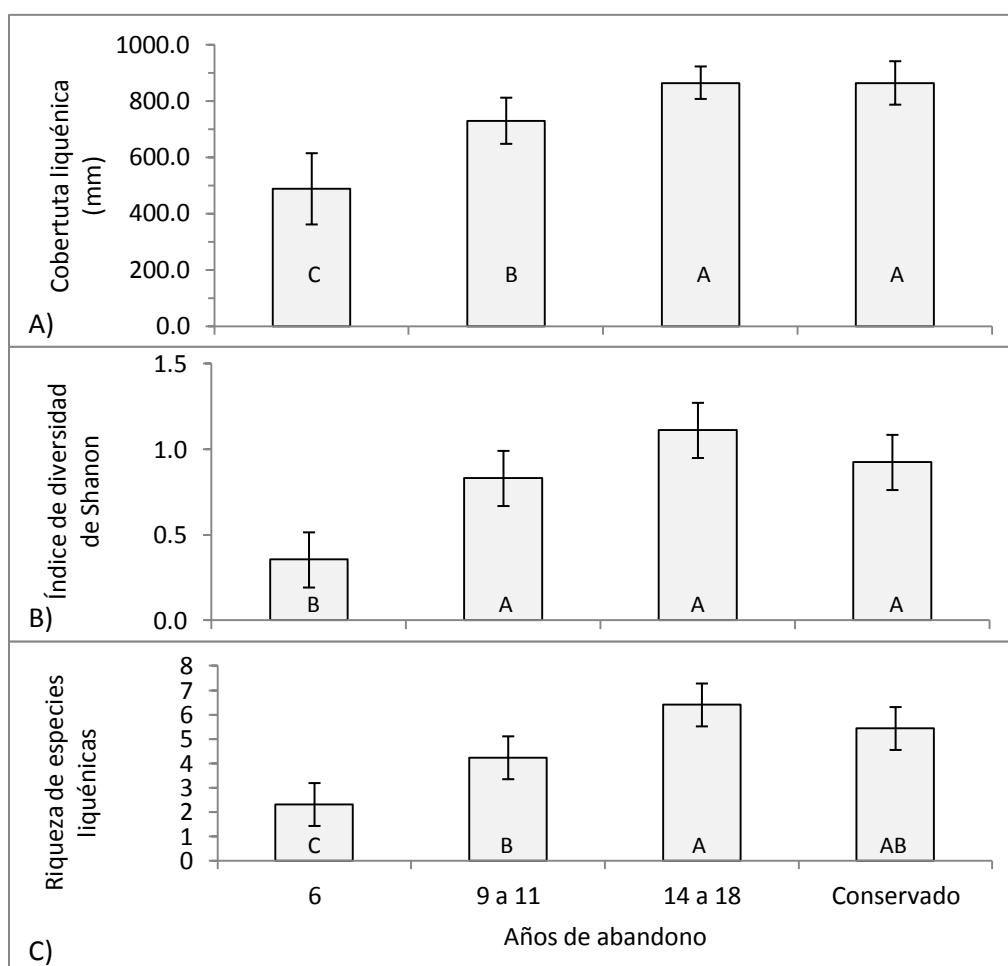 Cobertuta liquénica
(mm)
1000.0
800.0
600.0
400.0
200.0
0.0
C
B
A
A
A)
Índice de diversidad
de Shanon
1.5
1.0
0.5
0.0
B
A
A
A
B)
Riqueza de especies
liquénicas
8
7
6
5
4
3
2
1
0
C
B
A
AB
6
9 a 11
14 a 18
Conservado
Años de abandono
C)